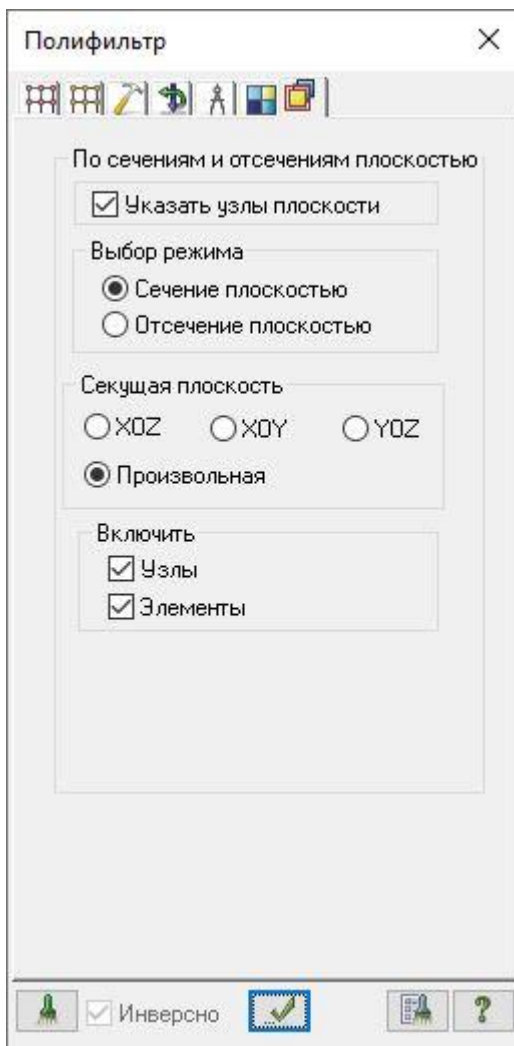 Полифильтр
По сечениям и отсечениям плоскостью
Указать узлы плоскости
Выбор режима
Сечение плоскостью
Отсечение плоскостью
Секущая плоскость
X0Z X0Y Y0Z
Произвольная
Включить
Узлы
Элементы
Инверсно